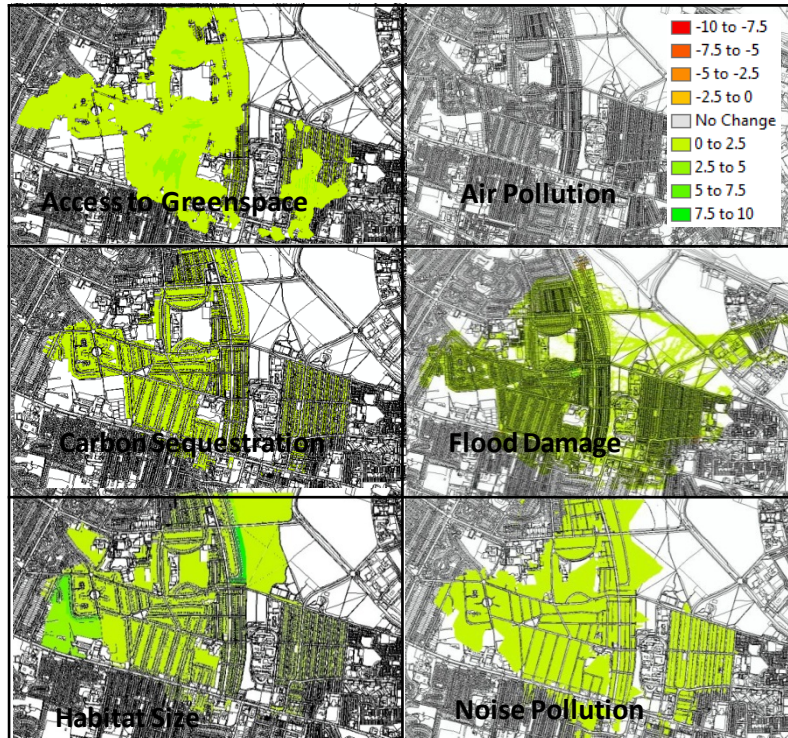 -10 to -7.5
-7.5 to -5
-5 to -2.5
-2.5 to 0
No Change
0 to 2.5
2.5 to 5
5 to 7.5
7.5 to 10
Access to Greenspace
Air Pollution
Carbon Sequestration
Flood Damage
Habitat Size
Noise Pollution